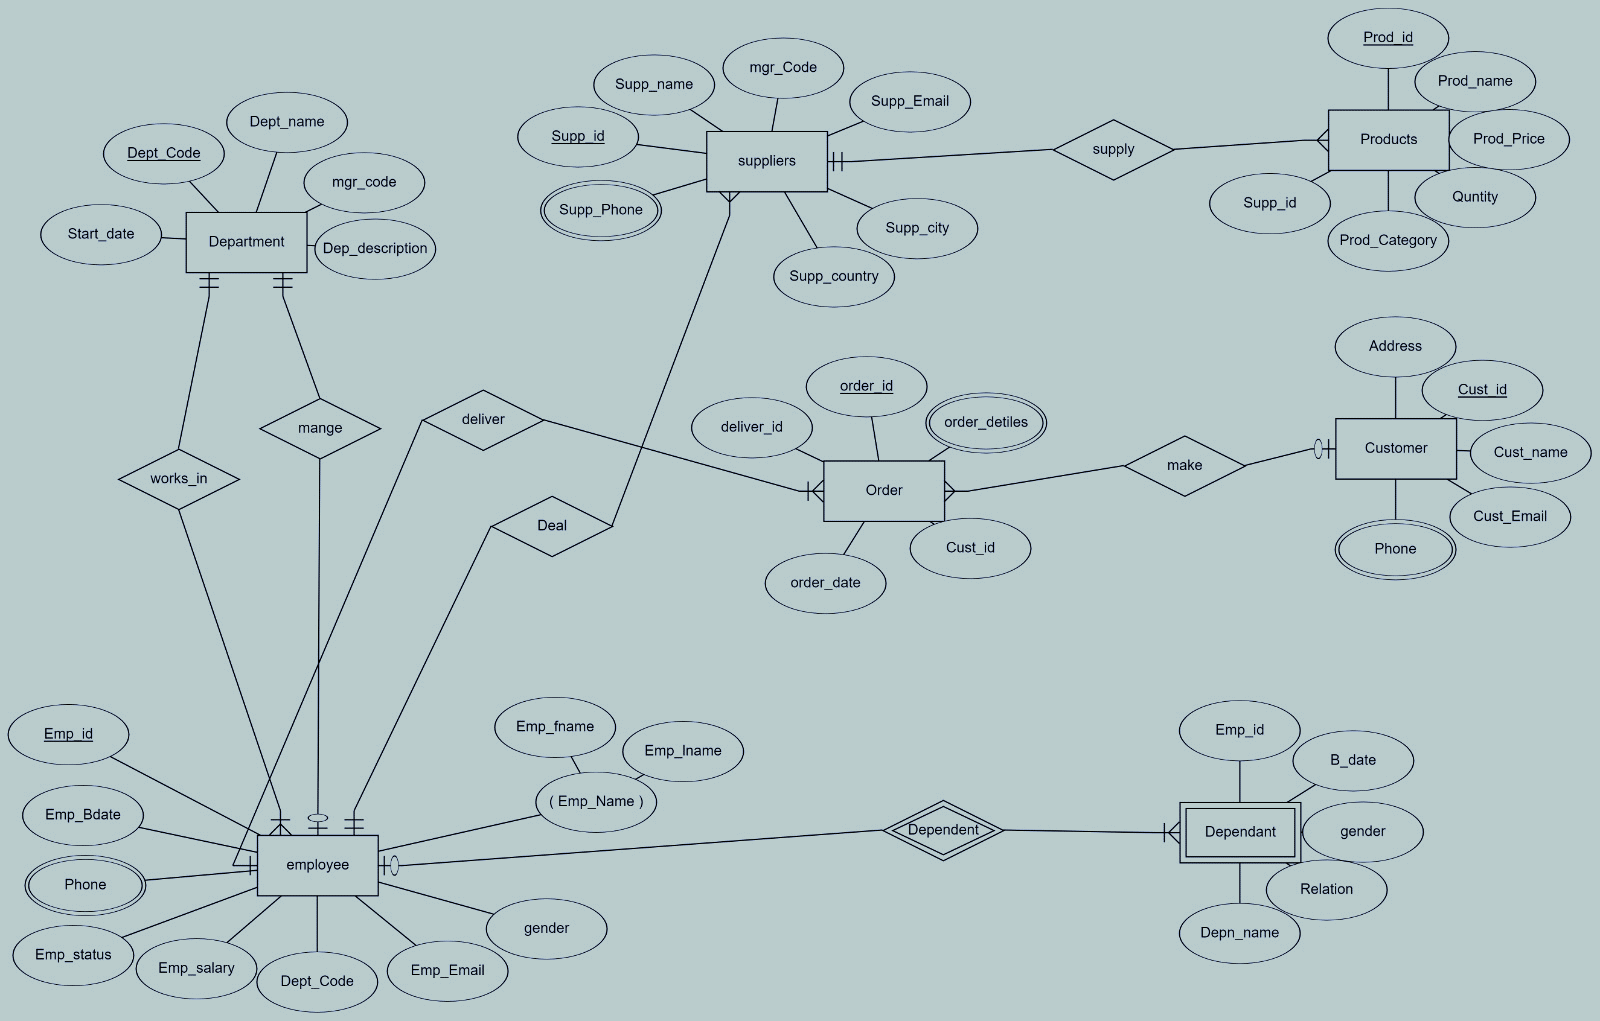 Prod_id
mgr_Code
Supp_name
Prod_name
Supp_Email
Dept_name
Supp_id
Prod_Price
Products
supply
Dept_Code
suppliers
mgr_code
Supp_Phone
Supp_id
Quntity
Supp_city
Start_date
Department
Dep_description
Prod_Category
Supp_country
Address
order_id
Cust_id
deliver
order_detiles
deliver_id
mange
Customer
Cust_name
make
works_in
Order
Cust_Email
Deal
Cust_id
Phone
order_date
Emp_fname
Emp_id
Emp_lname
Emp_id
B_date
( Emp_Name )
Emp_Bdate
Dependent
Dependant
gender
employee
Phone
Relation
gender
Depn_name
Emp_status
Emp_salary
Emp_Email
Dept_Code